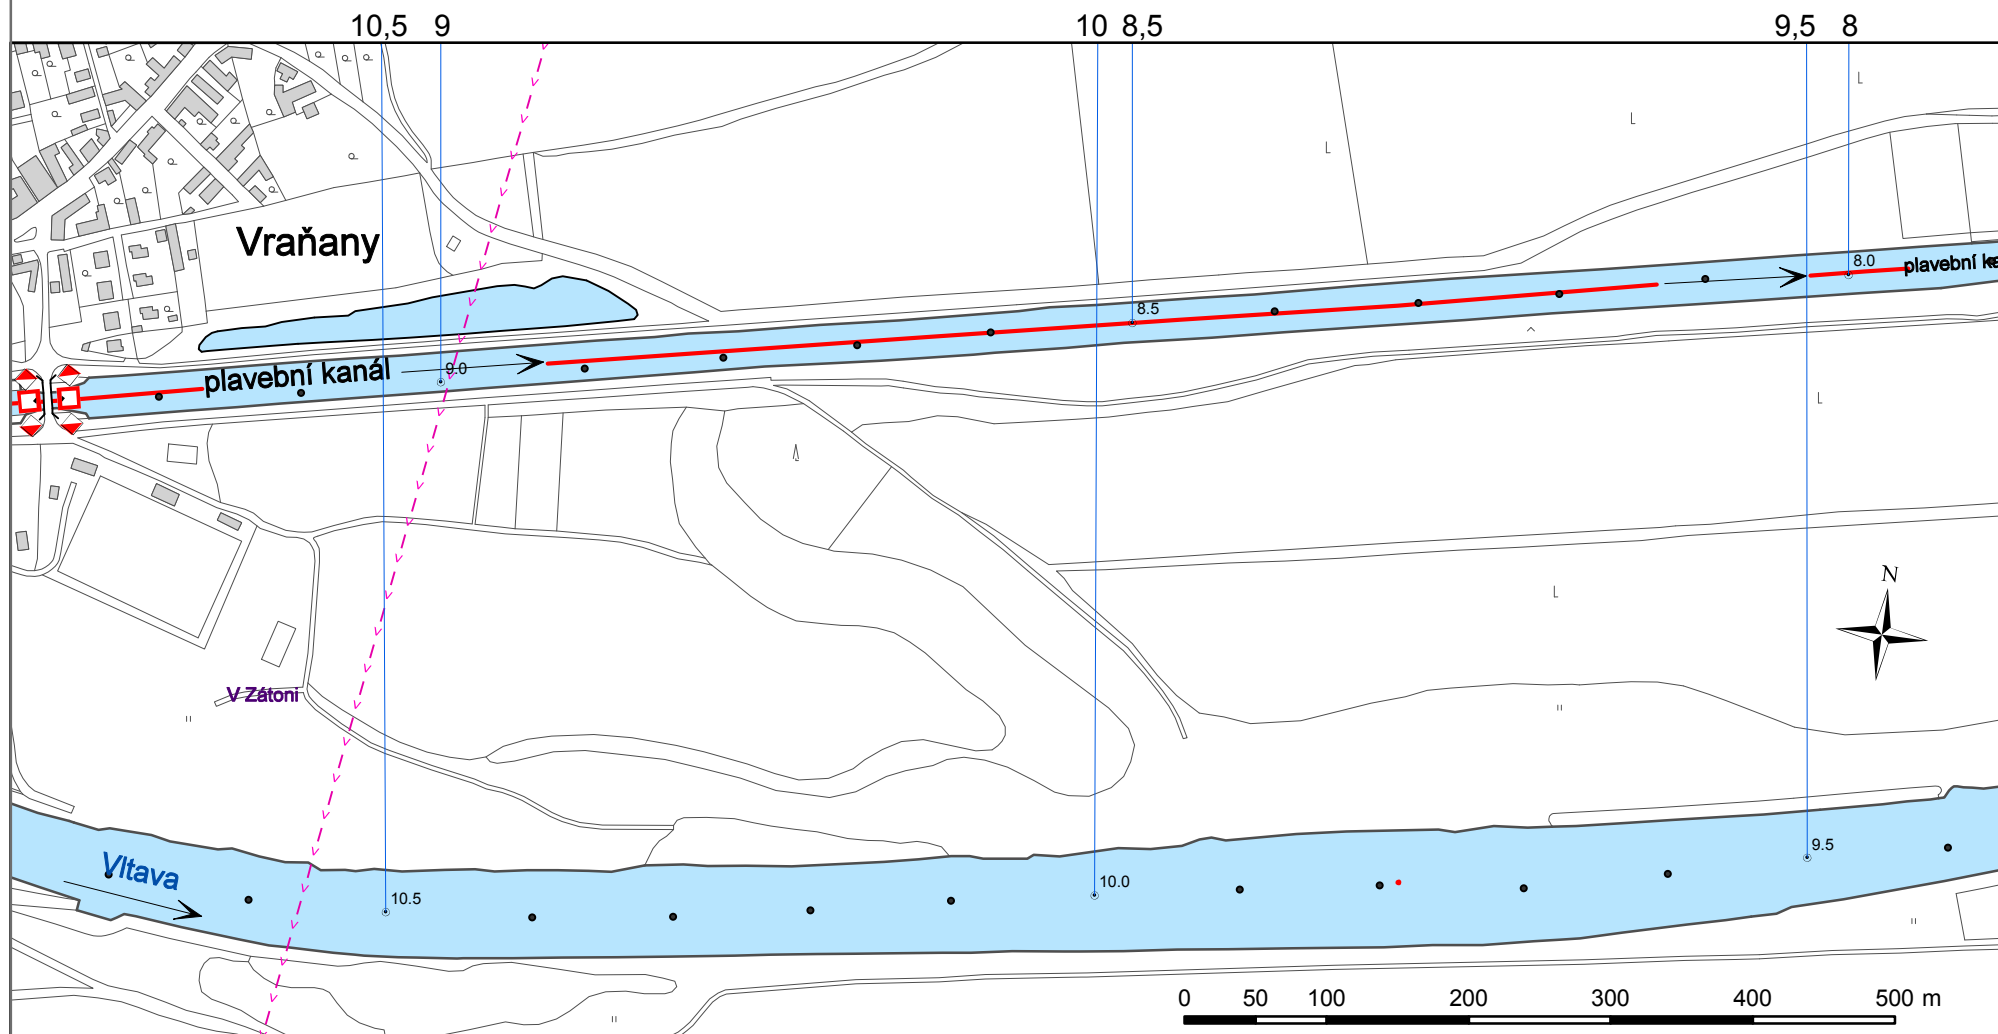 10,5 9 10 8,5 9,5 8
Vraňany
8.0
plavební ka
8.5
9.0
plavební kanál
N
V Zátoni
9.5
Vltava
10.0
10.5
0 50 100 200 300 400 500 m